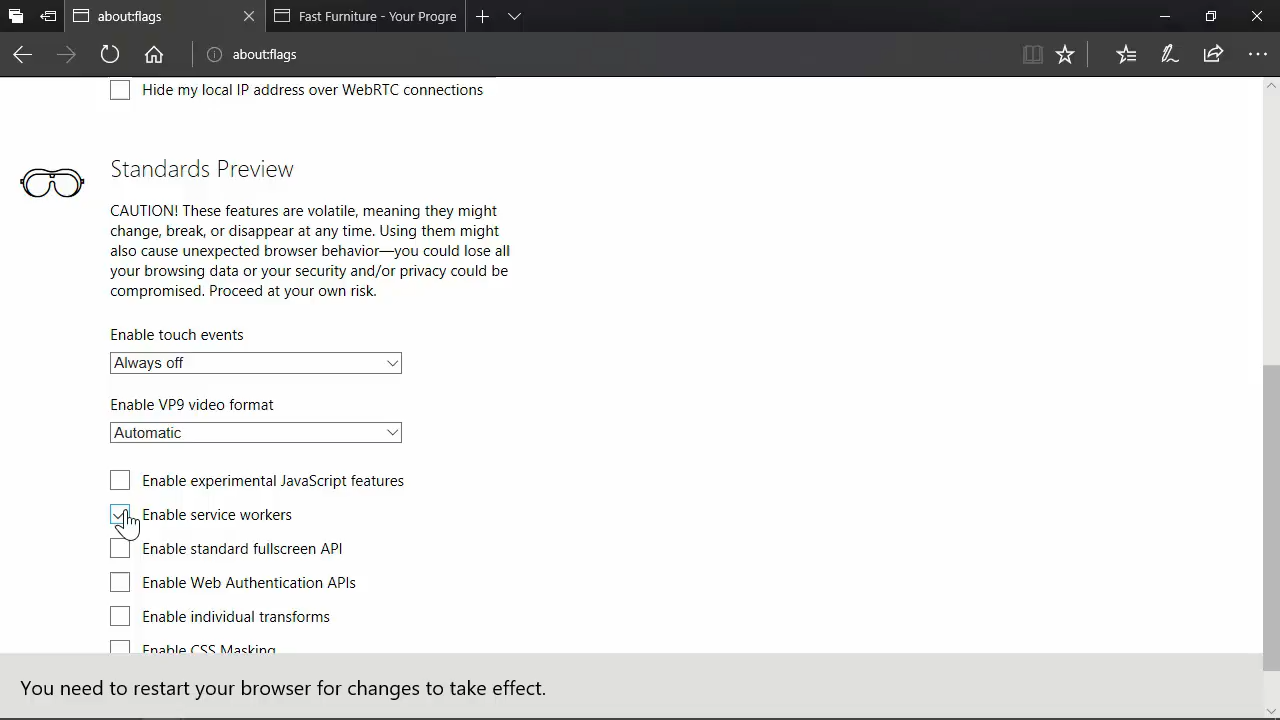 about:flags
Fast Furniture - Your Progre
about:flags
Hide my local IP address over WebRTC connections
Standards Preview
CAUTION! These features are volatile, meaning they might
change, break, or disappear at any time. Using them might
also cause unexpected browser behavior—you could lose all
your browsing data or your security and/or privacy could be
compromised. Proceed at your own risk.
Enable touch events
Always off
Enable VP9 video format
Automatic
Enable experimental JavaScript features
Enable service workers
Enable standard fullscreen API
Enable Web Authentication APIs
Enable individual transforms
Enable CSS Masking
You need to restart your browser for changes to take effect.